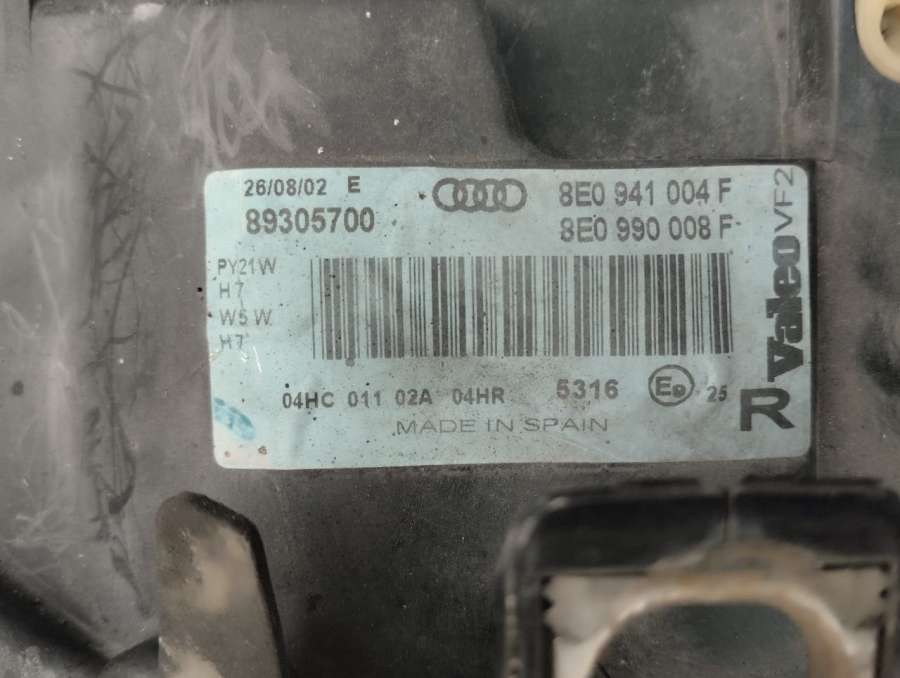 26/08/02 E
8E0 941 004 F
89305700
8E0 990 008 F
PY21W
H7
W5W
H7
04HC 011 02A 04HR 5316 E9 25
MADE IN SPAIN
R
Valeo VF2